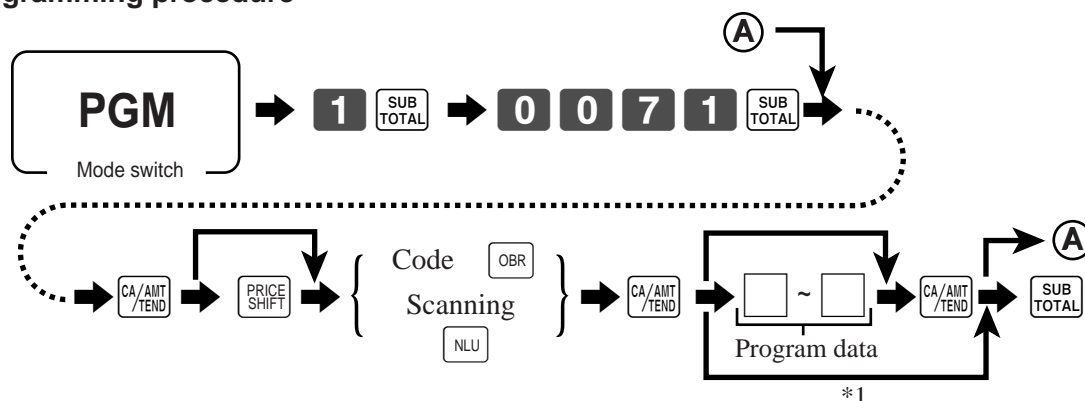 ogramming procedure
A
PGM
Mode switch
1 SUB TOTAL 0 0 7 1 SUB TOTAL
CA/AMT /TEND PRICE SHIFT Code OBR Scanning NLU CA/AMT /TEND ~ CA/AMT /TEND A SUB TOTAL
Program data
*1